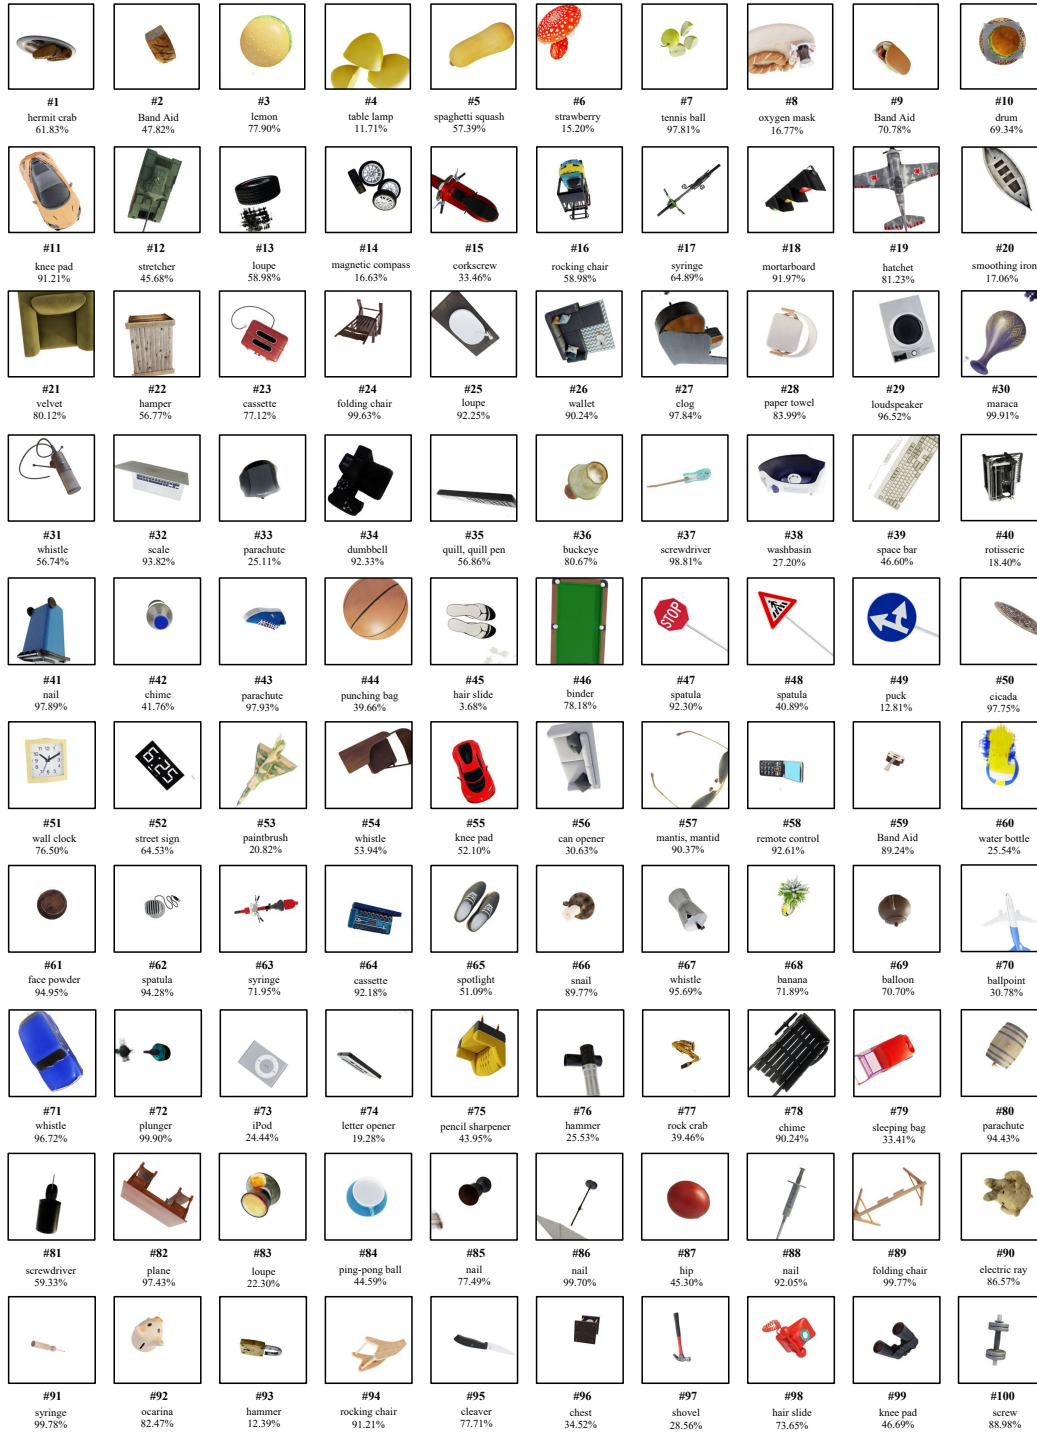 #1 #2 #3 #4 #5 #6 #7 #8 #9 #10
hermit crab Band Aid lemon table lamp spaghetti squash strawberry tennis ball oxygen mask Band Aid drum
61.83% 47.82% 77.90% 11.71% 57.39% 15.20% 97.81% 16.77% 70.78% 69.34%
#11 #12 #13 #14 #15 #16 #17 #18 #19 #20
knee pad stretcher loupe magnetic compass corkscrew rocking chair syringe mortarboard hatchet smoothing iron
91.21% 45.68% 58.98% 16.63% 33.46% 58.98% 64.89% 91.97% 81.23% 17.06%
#21 #22 #23 #24 #25 #26 #27 #28 #29 #30
velvet hamper cassette folding chair loupe wallet clog paper towel loudspeaker maraca
80.12% 56.77% 77.12% 99.63% 92.25% 90.24% 97.84% 83.99% 96.52% 99.91%
#31 #32 #33 #34 #35 #36 #37 #38 #39 #40
whistle scale parachute dumbbell quill, quill pen buckeye screwdriver washbasin space bar rotisserie
56.74% 93.82% 25.11% 92.33% 56.86% 80.67% 98.81% 27.20% 46.60% 18.40%
STOP
#41 #42 #43 #44 #45 #46 #47 #48 #49 #50
nail chime parachute punching bag hair slide binder spatula spatula puck cicada
97.89% 41.76% 97.93% 39.66% 3.68% 78.18% 92.30% 40.89% 12.81% 97.75%
6:25
#51 #52 #53 #54 #55 #56 #57 #58 #59 #60
wall clock street sign paintbrush whistle knee pad can opener mantis, mantid remote control Band Aid water bottle
76.50% 64.53% 20.82% 53.94% 52.10% 30.63% 90.37% 92.61% 89.24% 25.54%
#61 #62 #63 #64 #65 #66 #67 #68 #69 #70
face powder spatula syringe cassette spotlight snail whistle banana balloon ballpoint
94.95% 94.28% 71.95% 92.18% 51.09% 89.77% 95.69% 71.89% 70.70% 30.78%
#71 #72 #73 #74 #75 #76 #77 #78 #79 #80
whistle plunger iPod letter opener pencil sharpener hammer rock crab chime sleeping bag parachute
96.72% 99.90% 24.44% 19.28% 43.95% 25.53% 39.46% 90.24% 33.41% 94.43%
#81 #82 #83 #84 #85 #86 #87 #88 #89 #90
screwdriver plane loupe ping-pong ball nail nail hip nail folding chair electric ray
59.33% 97.43% 22.30% 44.59% 77.49% 99.70% 45.30% 92.05% 99.77% 86.57%
#91 #92 #93 #94 #95 #96 #97 #98 #99 #100
syringe ocarina hammer rocking chair cleaver chest shovel hair slide knee pad screw
99.78% 82.47% 12.39% 91.21% 77.71% 34.52% 28.56% 73.65% 46.69% 88.98%